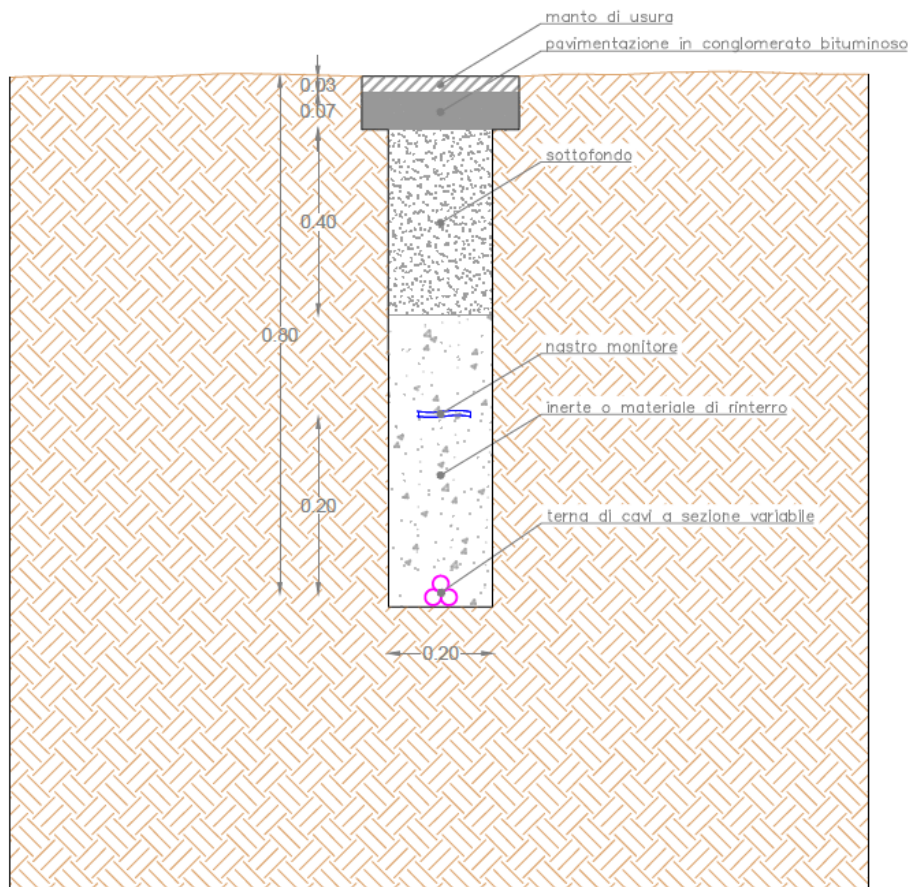 manto di usura
pavimentazione in conglomerato bituminoso
0.03
0.07
sottofondo
0.40
0.80
nastro monitore
inerte o materiale di rinterro
0.20
terna di cavi a sezione variabile
0.20